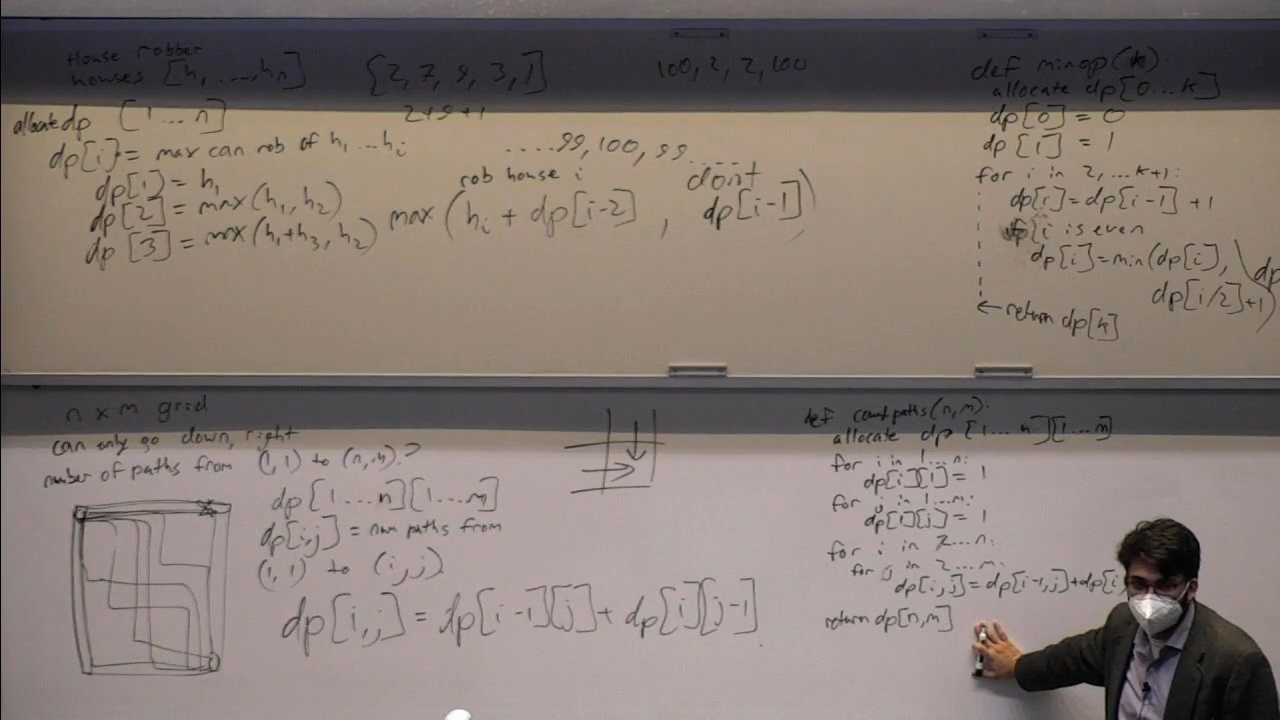 House robber
houses [h₁ ...., hₙ]
[2, 7, 9, 3, 1]
2+9+1
100, 2, 2, 100
allocate dp [1...n]
dp[i] = max can rob of h₁...hᵢ
dp[1] = h₁
dp[2] = max(h₁, h₂)
dp[3] = max(h₁+h₃, h₂)
....99, 100, 99....
rob house i
dont
max(hᵢ + dp[i-2], dp[i-1])
def minop(k):
allocate dp[0...k]
dp[0] = 0
dp[1] = 1
for i in 2,...k+1:
dp[i]=dp[i-1]+1
if i is even
dp[i]=min(dp[i],
dp[i/2]+1)
dp
return dp[k]
n x m grid
can only go down, right
number of paths from (1,1) to (n,m)?
dp[1...n][1...m]
dp[i,j] = num paths from
(1,1) to (i,j)
dp[i,j] = dp[i-1][j] + dp[i][j-1]
def countpaths(n,m):
allocate dp [1...n][1...m]
for i in 1...n:
dp[i][1] = 1
for j in 1...m:
dp[1][j] = 1
for i in 2...n:
for j in 2...m:
dp[i,j]=dp[i-1,j]+dp[i
return dp[n,m]